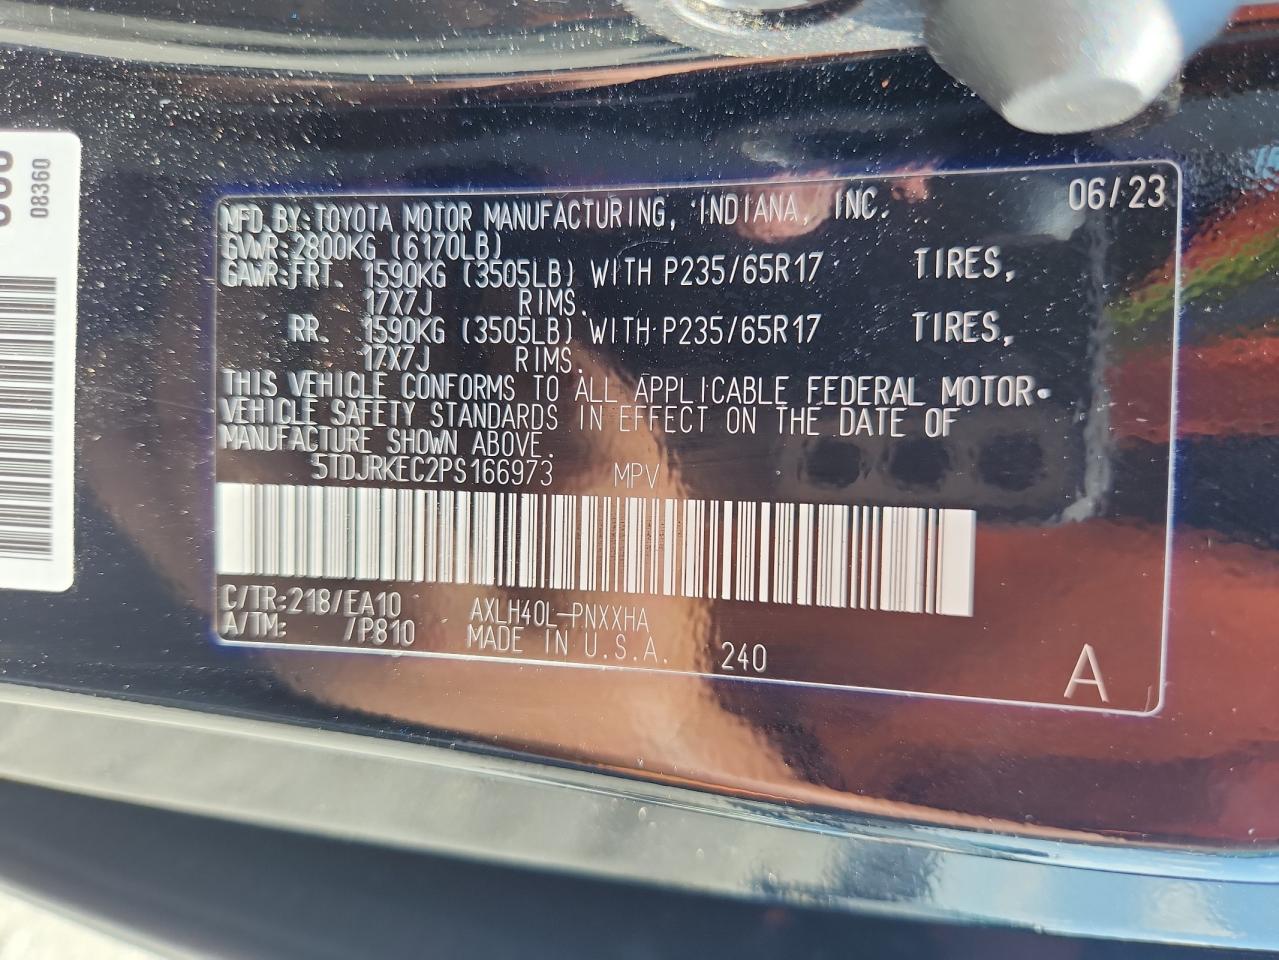 MFD.BY:TOYOTA MOTOR MANUFACTURING, INDIANA, INC. 06/23
GVWR:2800KG (6170LB)
GAWR:FRT. 1590KG (3505LB) WITH P235/65R17 TIRES,
17X7J RIMS.
RR. 1590KG (3505LB) WITH P235/65R17 TIRES,
17X7J RIMS.
THIS VEHICLE CONFORMS TO ALL APPLICABLE FEDERAL MOTOR
VEHICLE SAFETY STANDARDS IN EFFECT ON THE DATE OF
MANUFACTURE SHOWN ABOVE.
5TDJRKEC2PS166973 MPV
C/TR:218/EA10 AXLH40L-PNXXHA
A/TM: /P810 MADE IN U.S.A. 240
A
08360